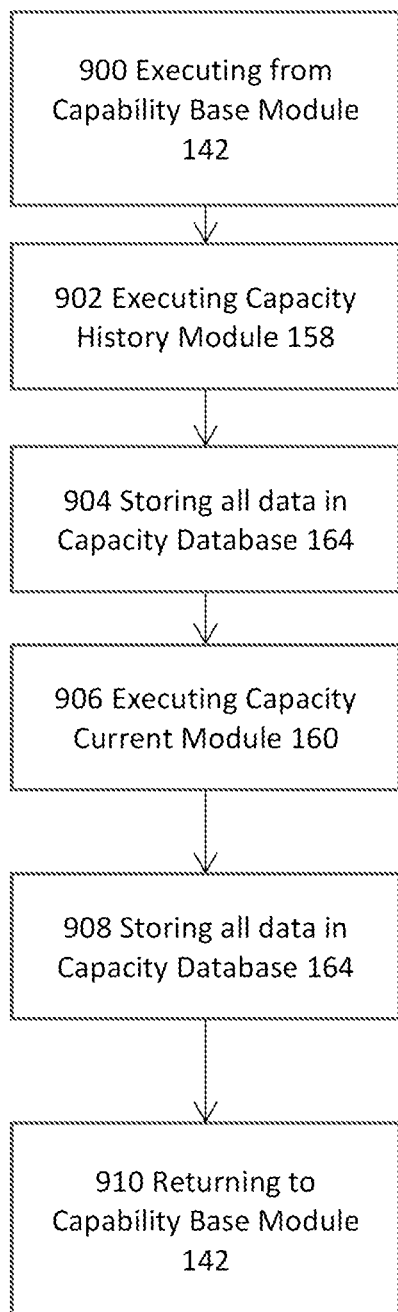 900 Executing from
Capability Base Module
142
902 Executing Capacity
History Module 158
904 Storing all data in
Capacity Database 164
906 Executing Capacity
Current Module 160
908 Storing all data in
Capacity Database 164
910 Returning to
Capability Base Module
142